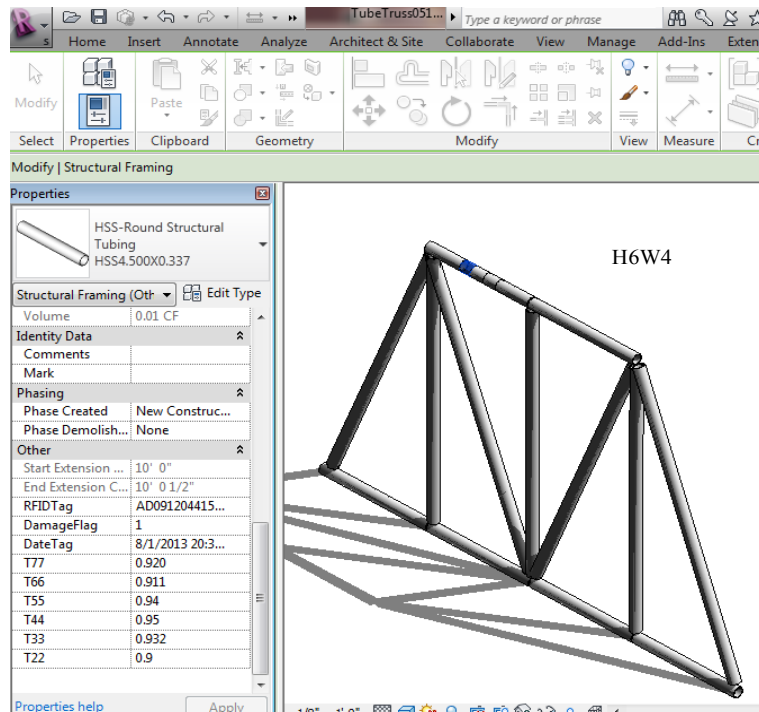 TubeTruss051... Type a keyword or phrase
s Home Insert Annotate Analyze Architect & Site Collaborate View Manage Add-Ins Exten
Modify Paste
Select Properties Clipboard Geometry Modify View Measure Cr
Modify | Structural Framing
Properties
HSS-Round Structural
Tubing
HSS4.500X0.337
Structural Framing (Oth Edit Type
Volume 0.01 CF
Identity Data
Comments
Mark
Phasing
Phase Created New Construc...
Phase Demolish... None
Other
Start Extension ... 10' 0"
End Extension C... 10' 0 1/2"
RFIDTag AD091204415...
DamageFlag 1
DateTag 8/1/2013 20:3...
T77 0.920
T66 0.911
T55 0.94
T44 0.95
T33 0.932
T22 0.9
Properties help Apply
H6W4